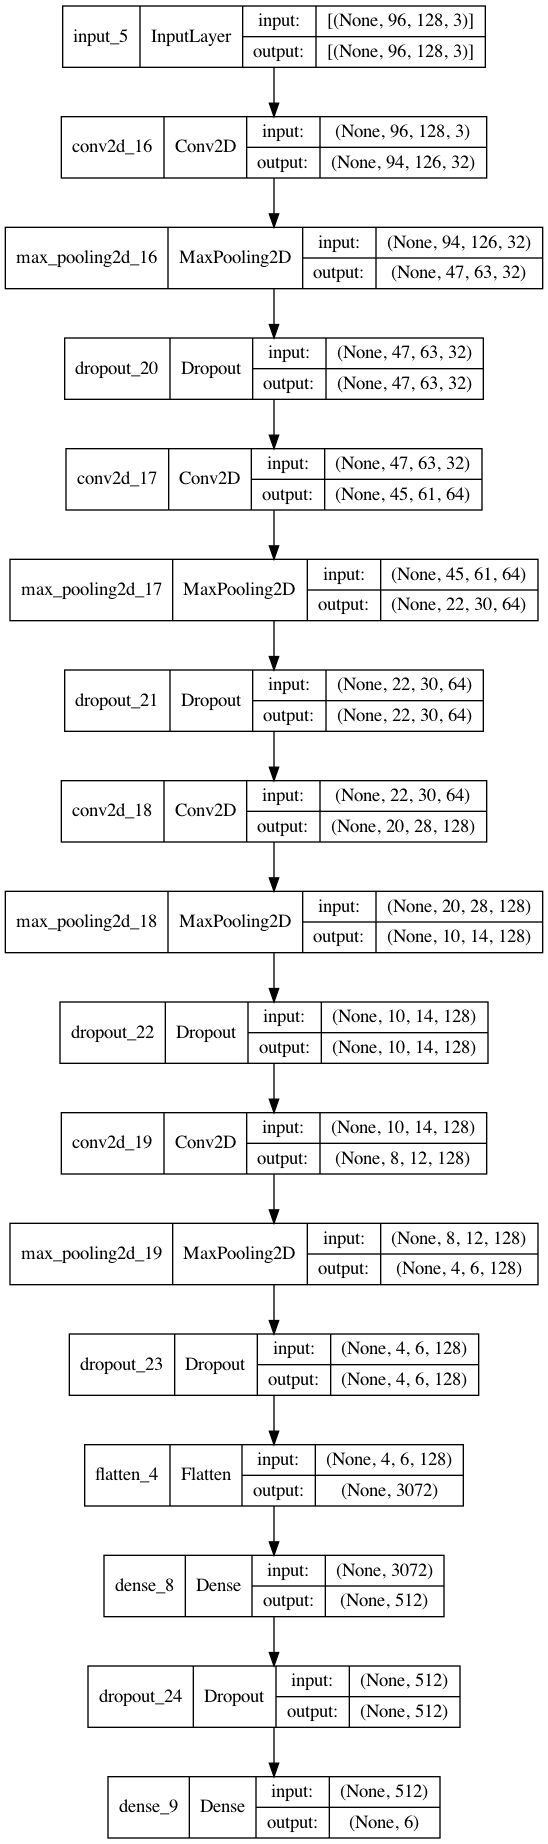 input_5 InputLayer input: [(None, 96, 128, 3)]
output: [(None, 96, 128, 3)]
conv2d_16 Conv2D input: (None, 96, 128, 3)
output: (None, 94, 126, 32)
max_pooling2d_16 MaxPooling2D input: (None, 94, 126, 32)
output: (None, 47, 63, 32)
dropout_20 Dropout input: (None, 47, 63, 32)
output: (None, 47, 63, 32)
conv2d_17 Conv2D input: (None, 47, 63, 32)
output: (None, 45, 61, 64)
max_pooling2d_17 MaxPooling2D input: (None, 45, 61, 64)
output: (None, 22, 30, 64)
dropout_21 Dropout input: (None, 22, 30, 64)
output: (None, 22, 30, 64)
conv2d_18 Conv2D input: (None, 22, 30, 64)
output: (None, 20, 28, 128)
max_pooling2d_18 MaxPooling2D input: (None, 20, 28, 128)
output: (None, 10, 14, 128)
dropout_22 Dropout input: (None, 10, 14, 128)
output: (None, 10, 14, 128)
conv2d_19 Conv2D input: (None, 10, 14, 128)
output: (None, 8, 12, 128)
max_pooling2d_19 MaxPooling2D input: (None, 8, 12, 128)
output: (None, 4, 6, 128)
dropout_23 Dropout input: (None, 4, 6, 128)
output: (None, 4, 6, 128)
flatten_4 Flatten input: (None, 4, 6, 128)
output: (None, 3072)
dense_8 Dense input: (None, 3072)
output: (None, 512)
dropout_24 Dropout input: (None, 512)
output: (None, 512)
dense_9 Dense input: (None, 512)
output: (None, 6)